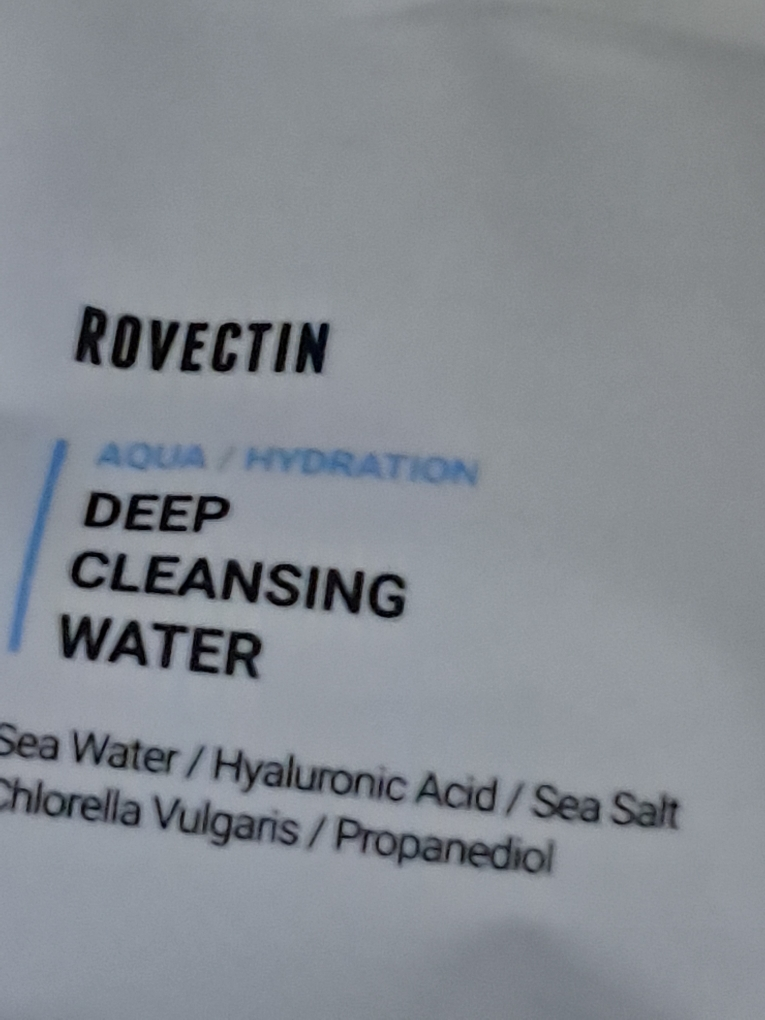 ROVECTIN
AQUA / HYDRATION
DEEP
CLEANSING
WATER
Sea Water / Hyaluronic Acid / Sea Salt
Chlorella Vulgaris / Propanediol